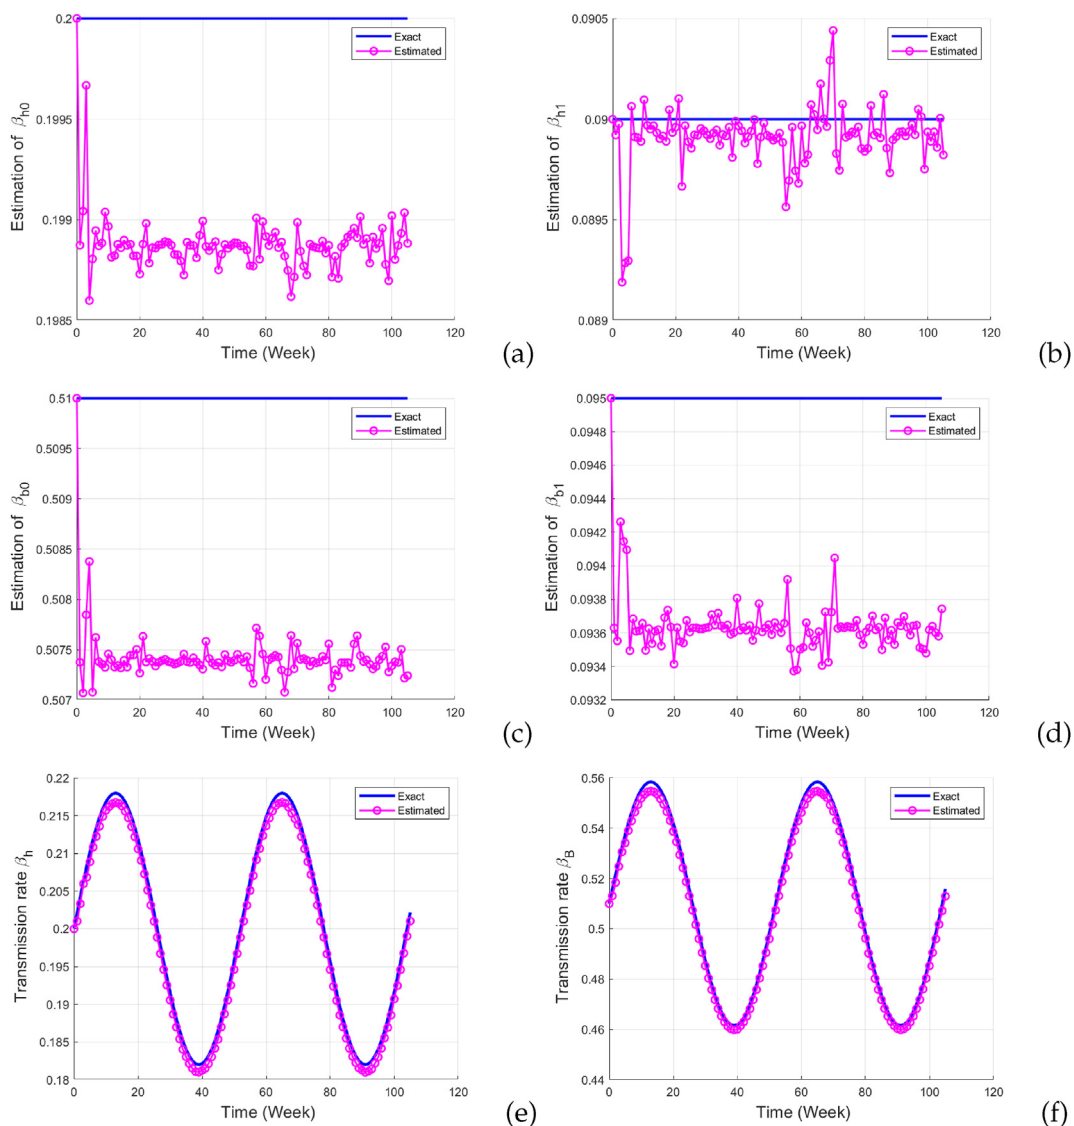 0.2
0.1995
0.199
0.1985
0 20 40 60 80 100 120
Estimation of βh0
Time (Week)
Exact
Estimated
(a)
0.0905
0.090
0.0895
0.089
0 20 40 60 80 100 120
Estimation of βh1
Time (Week)
Exact
Estimated
(b)
0.51
0.5095
0.509
0.5085
0.508
0.5075
0.507
0 20 40 60 80 100 120
Estimation of βb0
Time (Week)
Exact
Estimated
(c)
0.095
0.0948
0.0946
0.0944
0.0942
0.094
0.0938
0.0936
0.0934
0.0932
0 20 40 60 80 100 120
Estimation of βb1
Time (Week)
Exact
Estimated
(d)
0.22
0.215
0.21
0.205
0.2
0.195
0.19
0.185
0.18
0 20 40 60 80 100 120
Transmission rate βh
Time (Week)
Exact
Estimated
(e)
0.56
0.54
0.52
0.5
0.48
0.46
0.44
0 20 40 60 80 100 120
Transmission rate βB
Time (Week)
Exact
Estimated
(f)